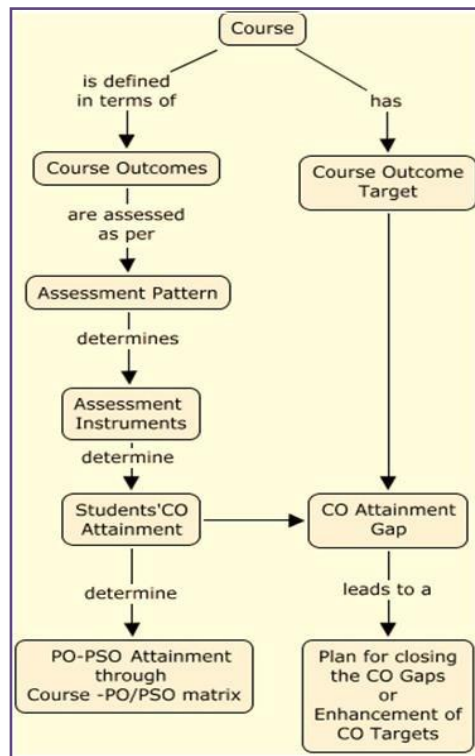 Course
is defined
in terms of
has
Course Outcomes
Course Outcome
Target
are assessed
as per
Assessment Pattern
determines
Assessment
Instruments
determine
Students'CO
Attainment
CO Attainment
Gap
determine
leads to a
PO-PSO Attainment
through
Course -PO/PSO matrix
Plan for closing
the CO Gaps
or
Enhancement of
CO Targets